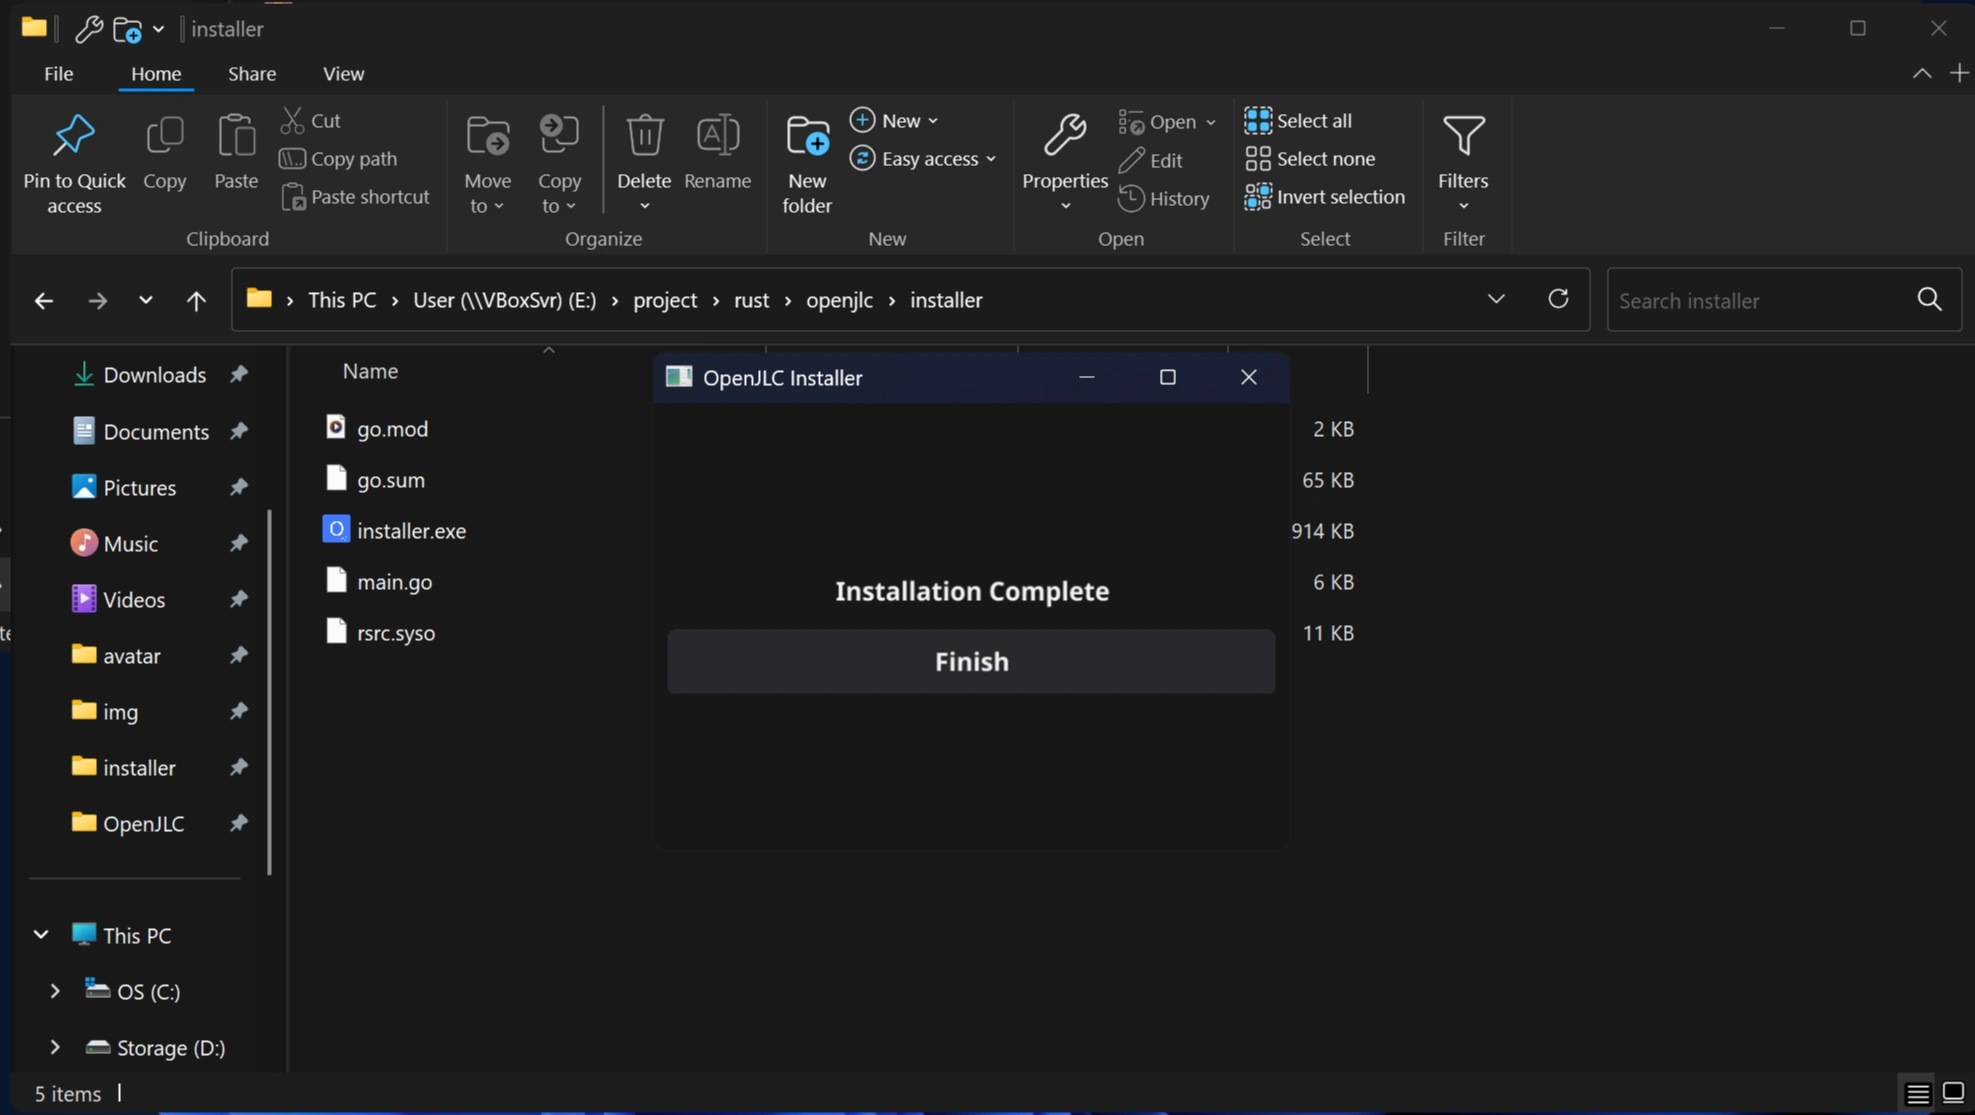 installer
File Home Share View
Pin to Quick access
Copy
Paste
Cut
Copy path
Paste shortcut
Clipboard
Move to
Copy to
Delete
Rename
Organize
New folder
New
Easy access
New
Properties
Open
Edit
History
Open
Select all
Select none
Invert selection
Select
Filters
Filter
This PC › User (\\VBoxSvr) (E:) › project › rust › openjlc › installer
Search installer
Downloads
Documents
Pictures
Music
Videos
avatar
img
installer
OpenJLC
This PC
OS (C:)
Storage (D:)
Name
go.mod 2 KB
go.sum 65 KB
installer.exe 914 KB
main.go 6 KB
rsrc.syso 11 KB
OpenJLC Installer
Installation Complete
Finish
5 items